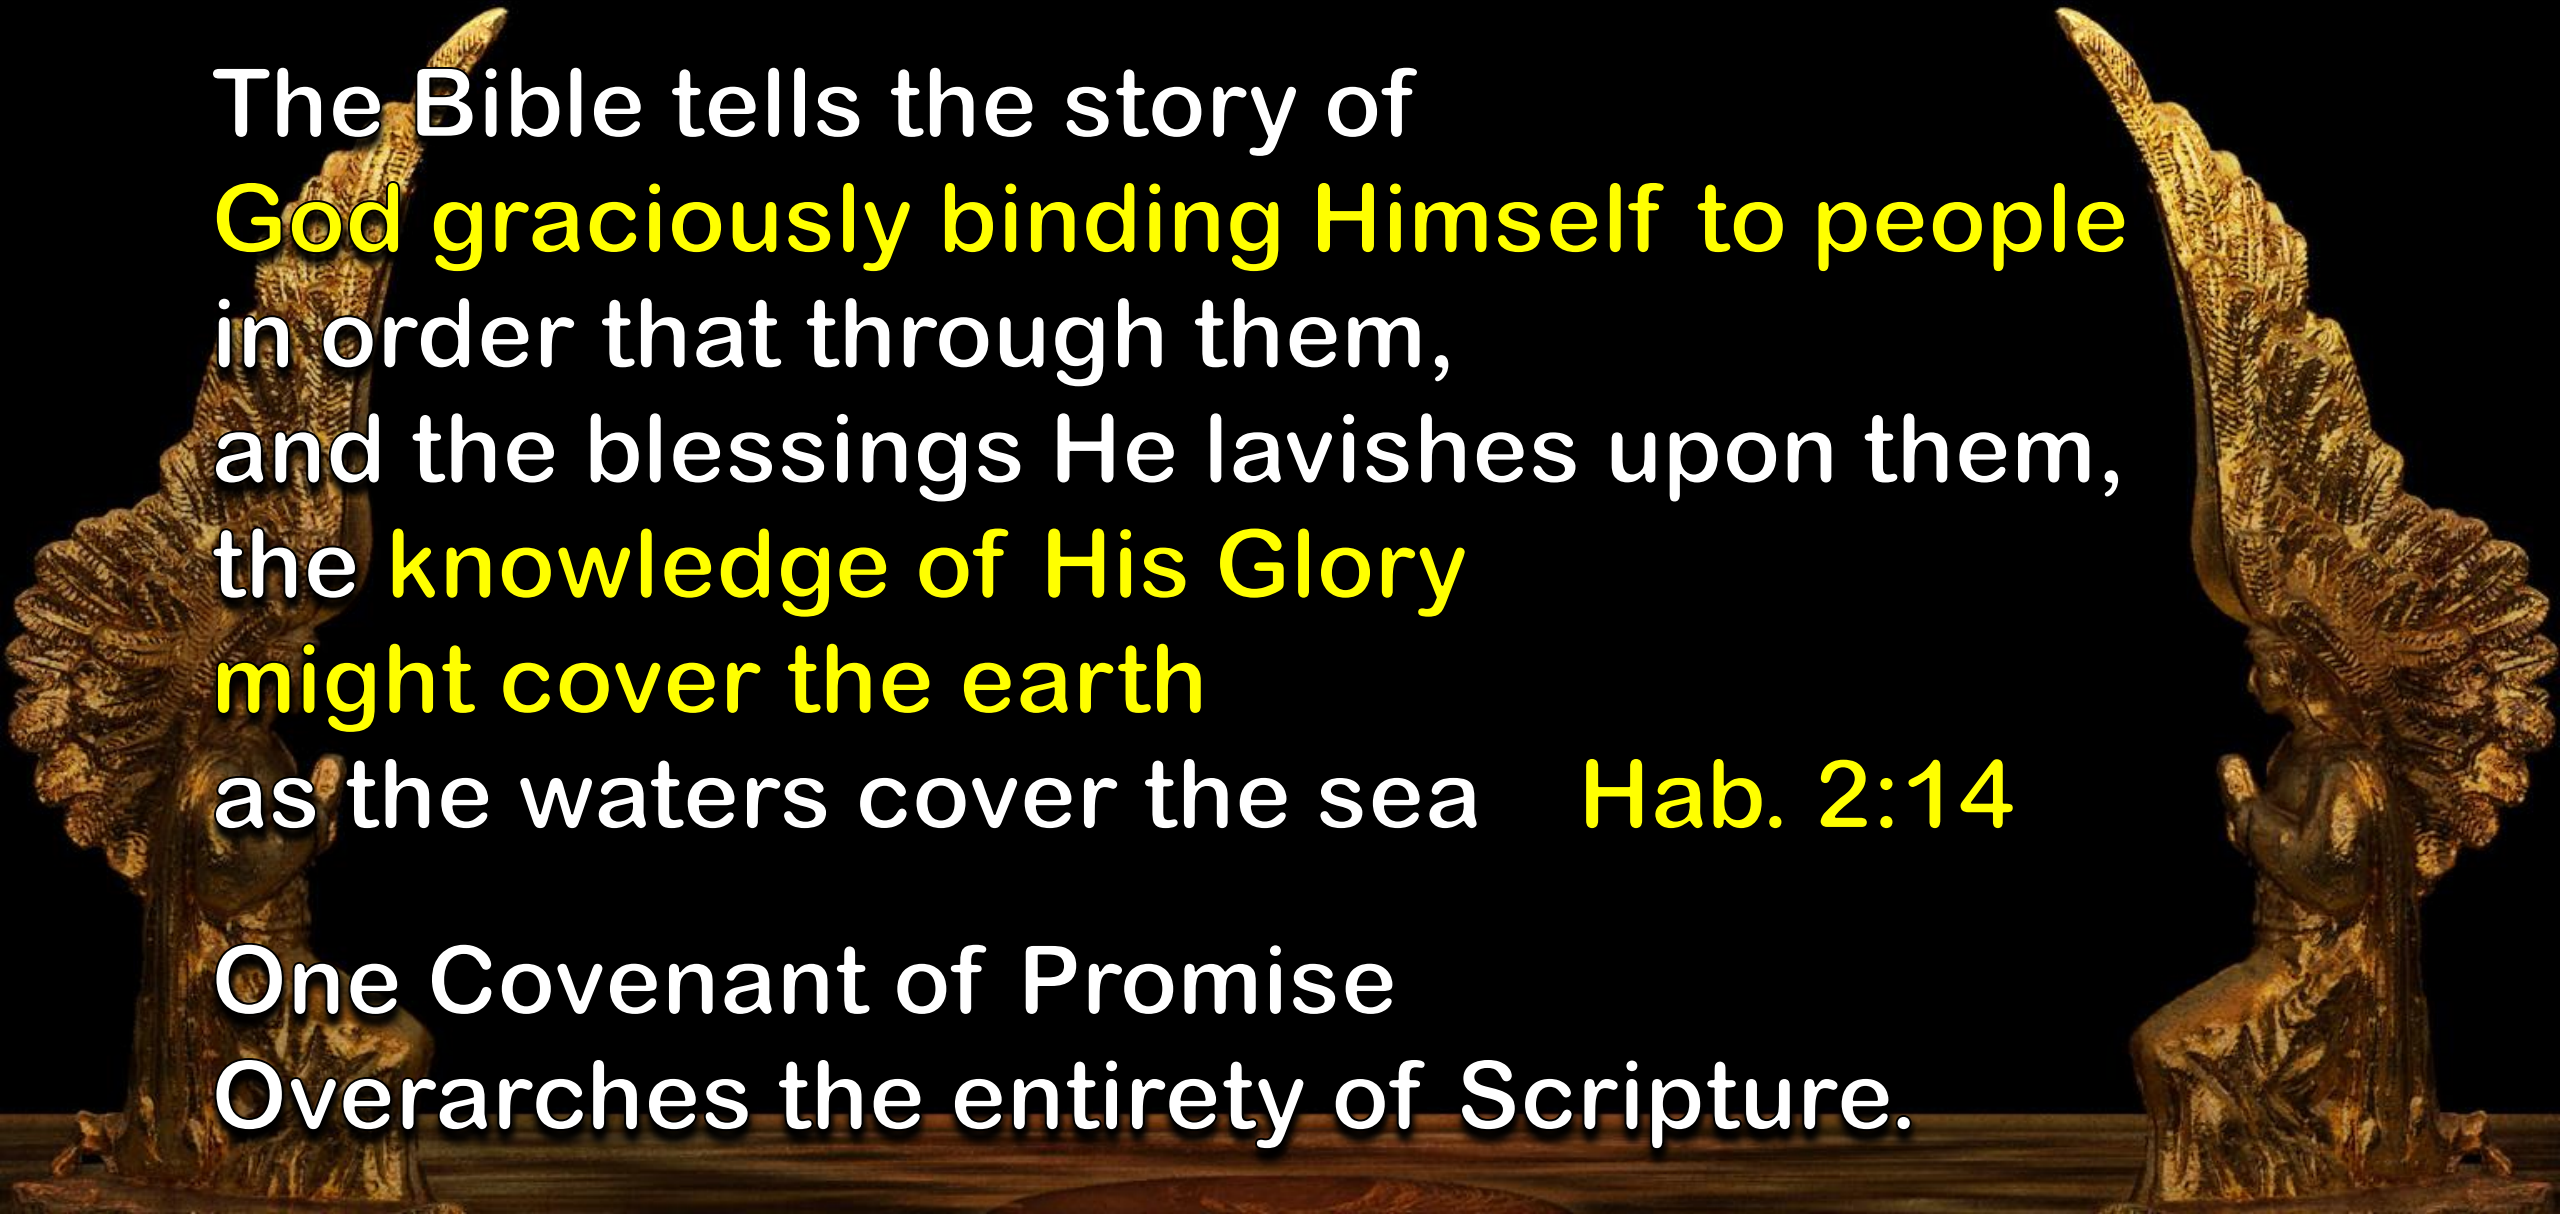 The Bible tells the story of
God graciously binding Himself to people
in order that through them,
and the blessings He lavishes upon them,
the knowledge of His Glory
might cover the earth
as the waters cover the sea Hab. 2:14
One Covenant of Promise
Overarches the entirety of Scripture.